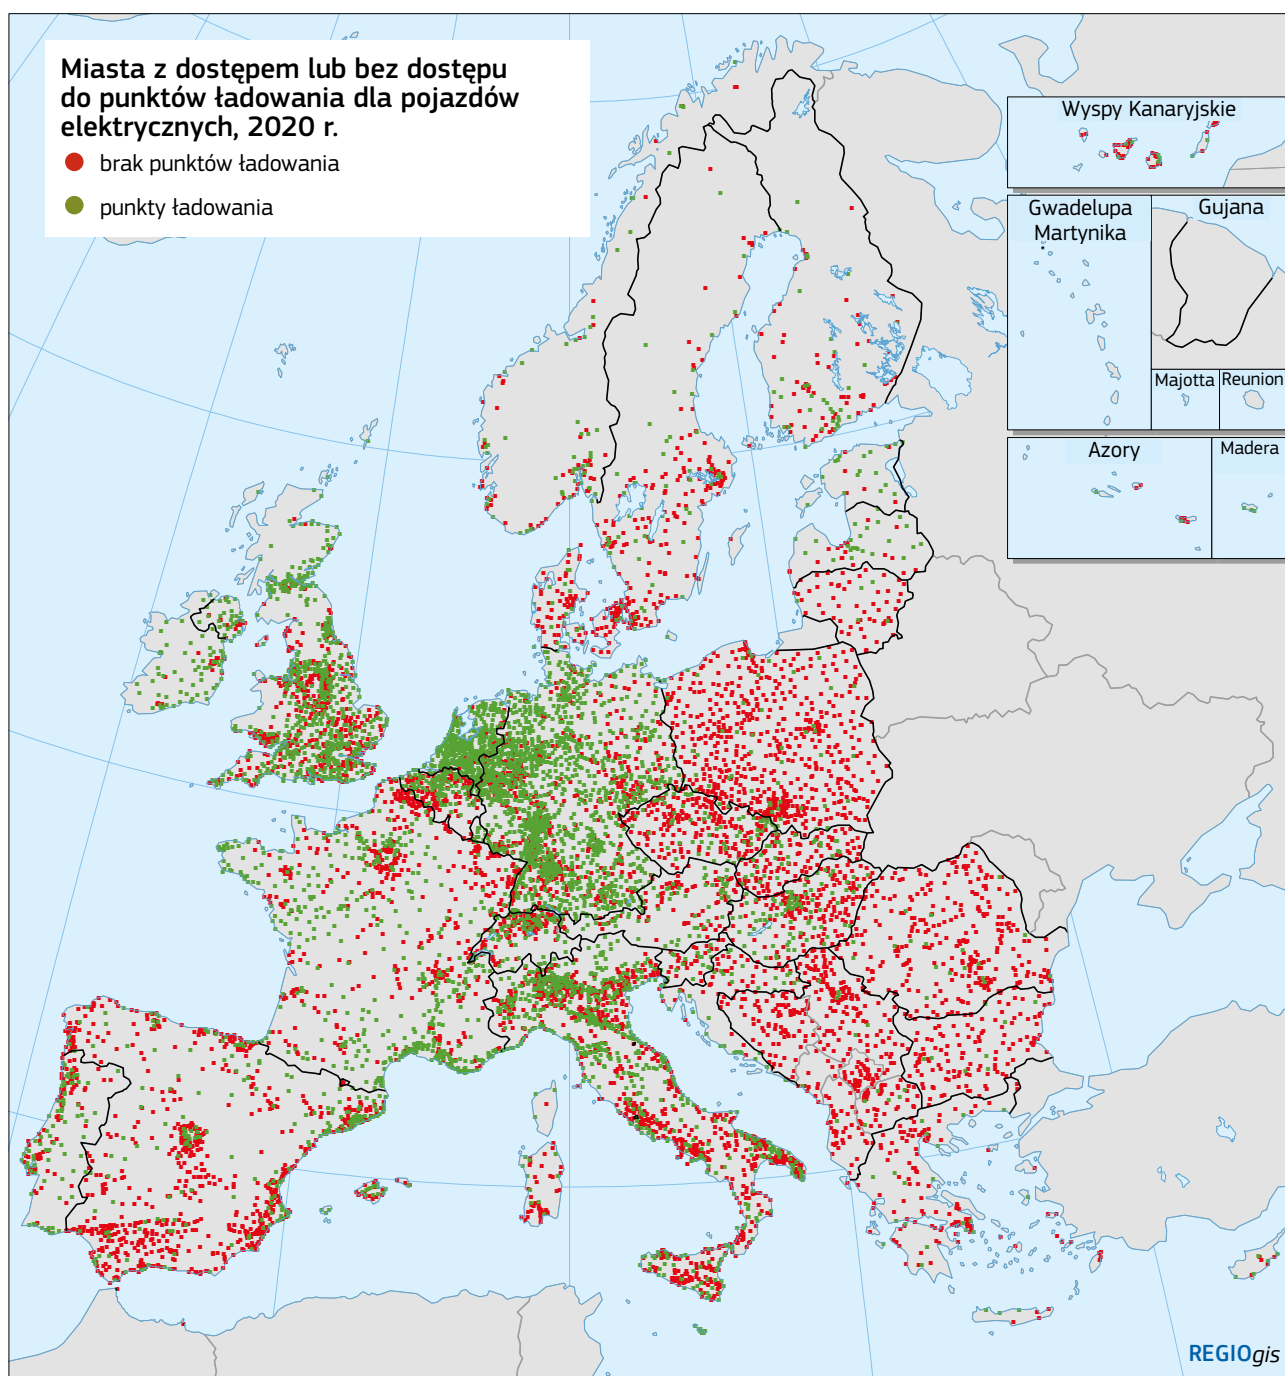 Miasta z dostępem lub bez dostępu
do punktów ładowania dla pojazdów
elektrycznych, 2020 r.
brak punktów ładowania
punkty ładowania
Wyspy Kanaryjskie
Gwadelupa
Martynika
Gujana
Majotta
Reunion
Azory
Madera
REGIOgis